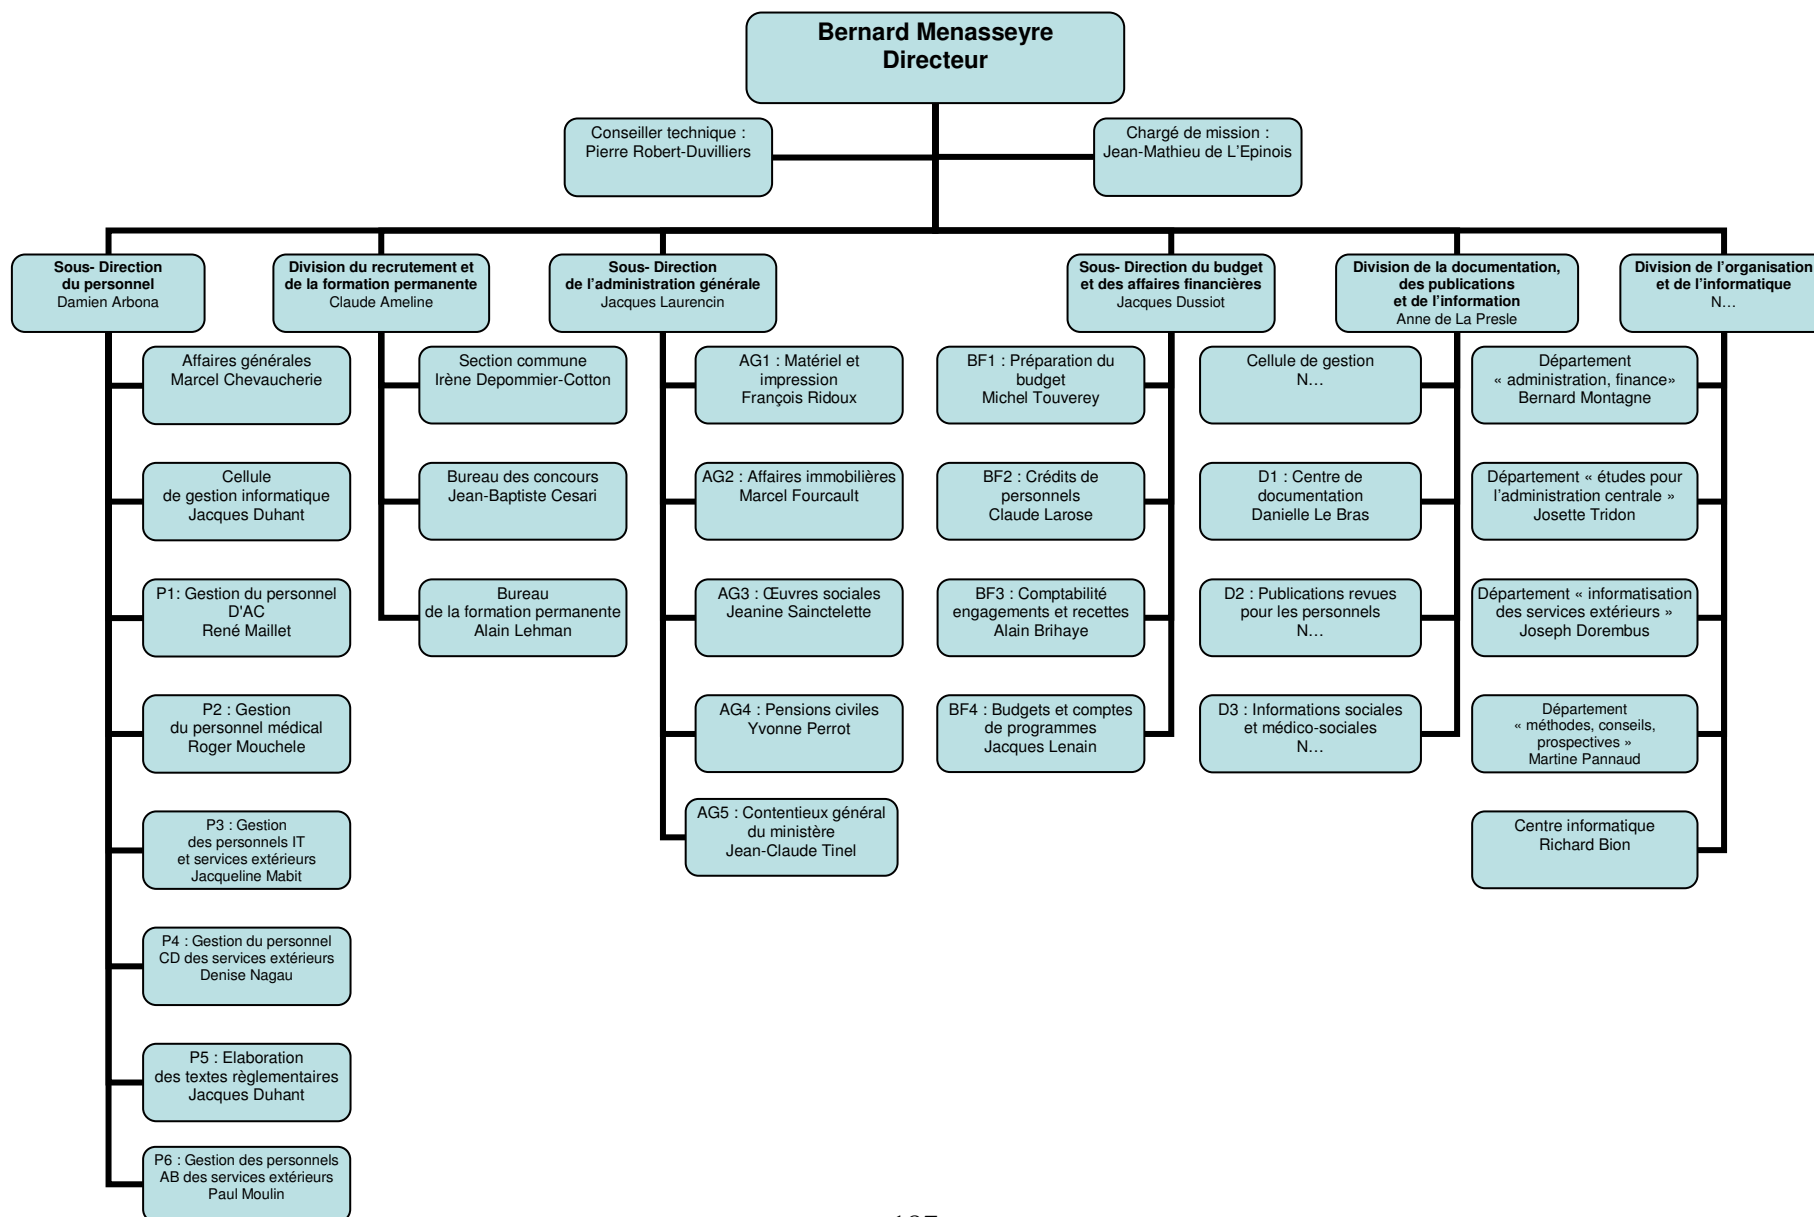 Bernard Menasseyre
Directeur
Conseiller technique :
Pierre Robert-Duvilliers
Chargé de mission :
Jean-Mathieu de L'Epinois
Sous- Direction
du personnel
Damien Arbona
Division du recrutement et
de la formation permanente
Claude Ameline
Sous- Direction
de l'administration générale
Jacques Laurencin
Sous- Direction du budget
et des affaires financières
Jacques Dussiot
Division de la documentation,
des publications
et de l'information
Anne de La Presle
Division de l'organisation
et de l'informatique
N…
Affaires générales
Marcel Chevaucherie
Cellule
de gestion informatique
Jacques Duhant
P1: Gestion du personnel
D'AC
René Maillet
P2 : Gestion
du personnel médical
Roger Mouchele
P3 : Gestion
des personnels IT
et services extérieurs
Jacqueline Mabit
P4 : Gestion du personnel
CD des services extérieurs
Denise Nagau
P5 : Elaboration
des textes règlementaires
Jacques Duhant
P6 : Gestion des personnels
AB des services extérieurs
Paul Moulin
Section commune
Irène Depommier-Cotton
Bureau des concours
Jean-Baptiste Cesari
Bureau
de la formation permanente
Alain Lehman
AG1 : Matériel et
impression
François Ridoux
AG2 : Affaires immobilières
Marcel Fourcault
AG3 : Œuvres sociales
Jeanine Sainctelette
AG4 : Pensions civiles
Yvonne Perrot
AG5 : Contentieux général
du ministère
Jean-Claude Tinel
BF1 : Préparation du
budget
Michel Touverey
BF2 : Crédits de
personnels
Claude Larose
BF3 : Comptabilité
engagements et recettes
Alain Brihaye
BF4 : Budgets et comptes
de programmes
Jacques Lenain
Cellule de gestion
N…
D1 : Centre de
documentation
Danielle Le Bras
D2 : Publications revues
pour les personnels
N…
D3 : Informations sociales
et médico-sociales
N…
Département
« administration, finance»
Bernard Montagne
Département « études pour
l'administration centrale »
Josette Tridon
Département « informatisation
des services extérieurs »
Joseph Dorembus
Département
« méthodes, conseils,
prospectives »
Martine Pannaud
Centre informatique
Richard Bion